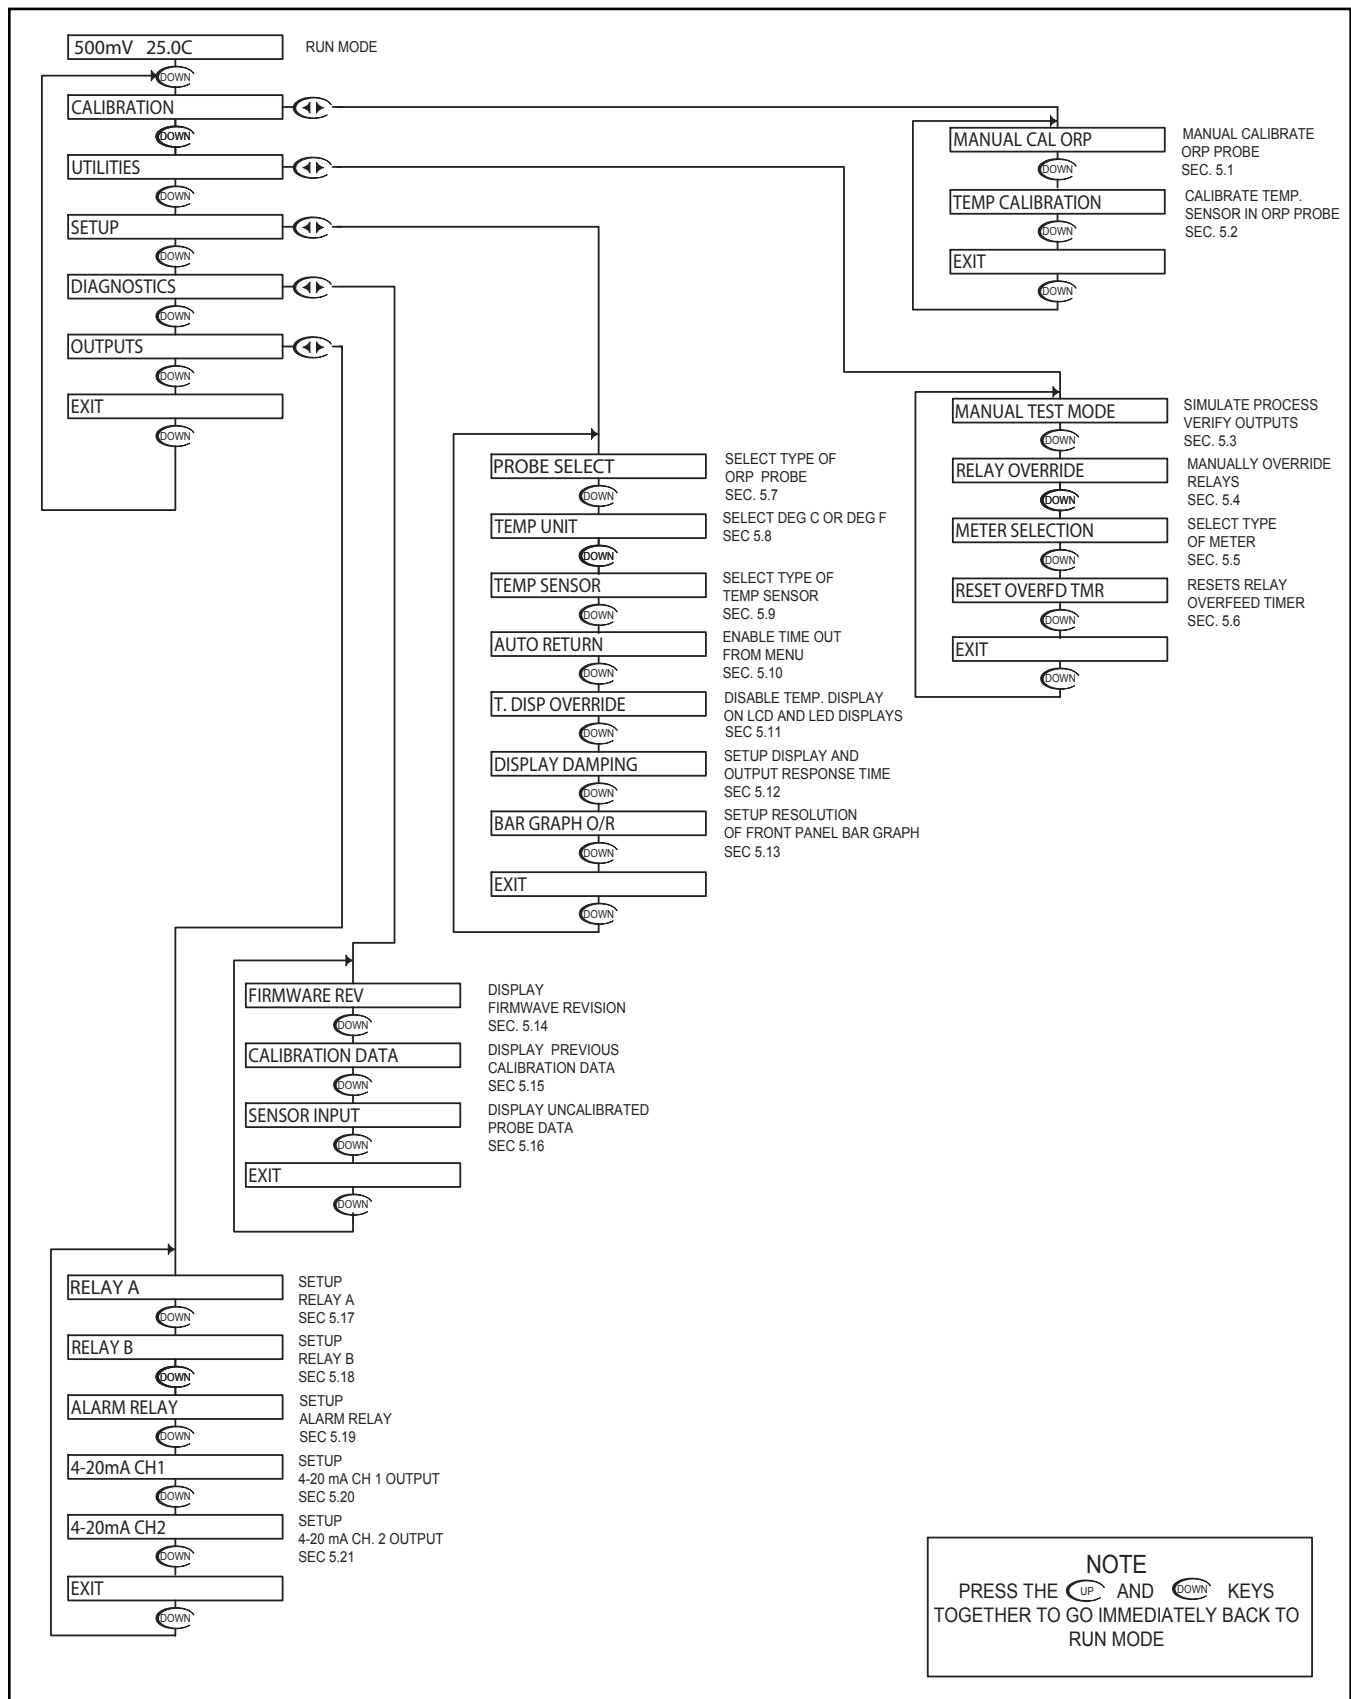 500mV 25.0C
RUN MODE
DOWN
CALIBRATION
DOWN
UTILITIES
DOWN
SETUP
DOWN
DIAGNOSTICS
DOWN
OUTPUTS
DOWN
EXIT
DOWN
MANUAL CAL ORP
MANUAL CALIBRATE
ORP PROBE
SEC. 5.1
DOWN
TEMP CALIBRATION
CALIBRATE TEMP.
SENSOR IN ORP PROBE
SEC. 5.2
DOWN
EXIT
DOWN
MANUAL TEST MODE
SIMULATE PROCESS
VERIFY OUTPUTS
SEC. 5.3
DOWN
RELAY OVERRIDE
MANUALLY OVERRIDE
RELAYS
SEC. 5.4
DOWN
METER SELECTION
SELECT TYPE
OF METER
SEC. 5.5
DOWN
RESET OVERFD TMR
RESETS RELAY
OVERFEED TIMER
SEC. 5.6
DOWN
EXIT
DOWN
PROBE SELECT
SELECT TYPE OF
ORP PROBE
SEC. 5.7
DOWN
TEMP UNIT
SELECT DEG C OR DEG F
SEC 5.8
DOWN
TEMP SENSOR
SELECT TYPE OF
TEMP SENSOR
SEC. 5.9
DOWN
AUTO RETURN
ENABLE TIME OUT
FROM MENU
SEC. 5.10
DOWN
T. DISP OVERRIDE
DISABLE TEMP. DISPLAY
ON LCD AND LED DISPLAYS
SEC 5.11
DOWN
DISPLAY DAMPING
SETUP DISPLAY AND
OUTPUT RESPONSE TIME
SEC 5.12
DOWN
BAR GRAPH O/R
SETUP RESOLUTION
OF FRONT PANEL BAR GRAPH
SEC 5.13
DOWN
EXIT
DOWN
FIRMWARE REV
DISPLAY
FIRMWAVE REVISION
SEC. 5.14
DOWN
CALIBRATION DATA
DISPLAY PREVIOUS
CALIBRATION DATA
SEC 5.15
DOWN
SENSOR INPUT
DISPLAY UNCALIBRATED
PROBE DATA
SEC 5.16
DOWN
EXIT
DOWN
RELAY A
SETUP
RELAY A
SEC 5.17
DOWN
RELAY B
SETUP
RELAY B
SEC 5.18
DOWN
ALARM RELAY
SETUP
ALARM RELAY
SEC 5.19
DOWN
4-20mA CH1
SETUP
4-20 mA CH 1 OUTPUT
SEC 5.20
DOWN
4-20mA CH2
SETUP
4-20 mA CH. 2 OUTPUT
SEC 5.21
DOWN
EXIT
DOWN
NOTE
PRESS THE UP AND DOWN KEYS
TOGETHER TO GO IMMEDIATELY BACK TO
RUN MODE